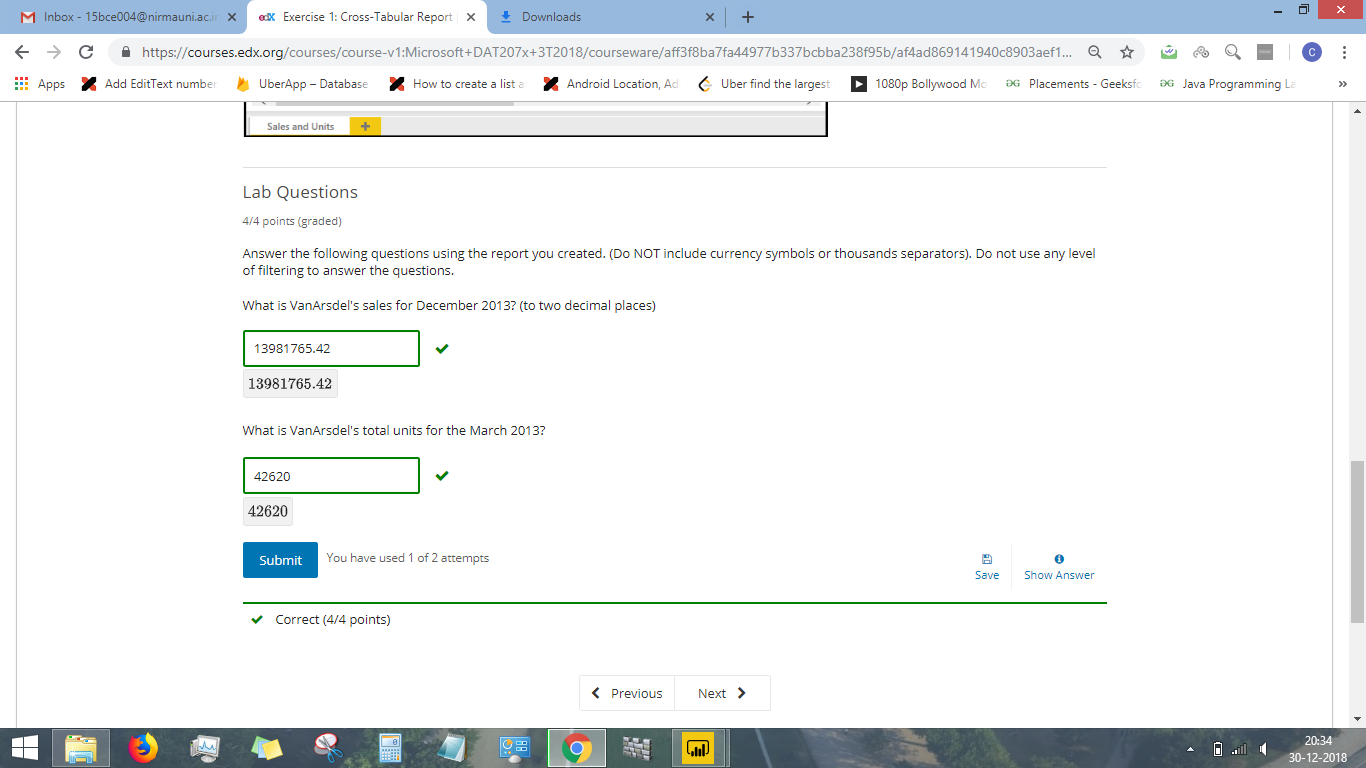 Inbox - 15bce004@nirmauni.ac.i
edX Exercise 1: Cross-Tabular Report
Downloads
https://courses.edx.org/courses/course-v1:Microsoft+DAT207x+3T2018/courseware/aff3f8ba7fa44977b337bcbba238f95b/af4ad869141940c8903aef1...
C
Apps
Add EditText number
UberApp – Database
How to create a list a
Android Location, Ad
Uber find the largest
1080p Bollywood Mo
Placements - Geeksfo
Java Programming La
Sales and Units
Lab Questions
4/4 points (graded)
Answer the following questions using the report you created. (Do NOT include currency symbols or thousands separators). Do not use any level
of filtering to answer the questions.
What is VanArsdel's sales for December 2013? (to two decimal places)
13981765.42
13981765.42
What is VanArsdel's total units for the March 2013?
42620
42620
Submit
You have used 1 of 2 attempts
Save
Show Answer
Correct (4/4 points)
Previous
Next
20:34
30-12-2018